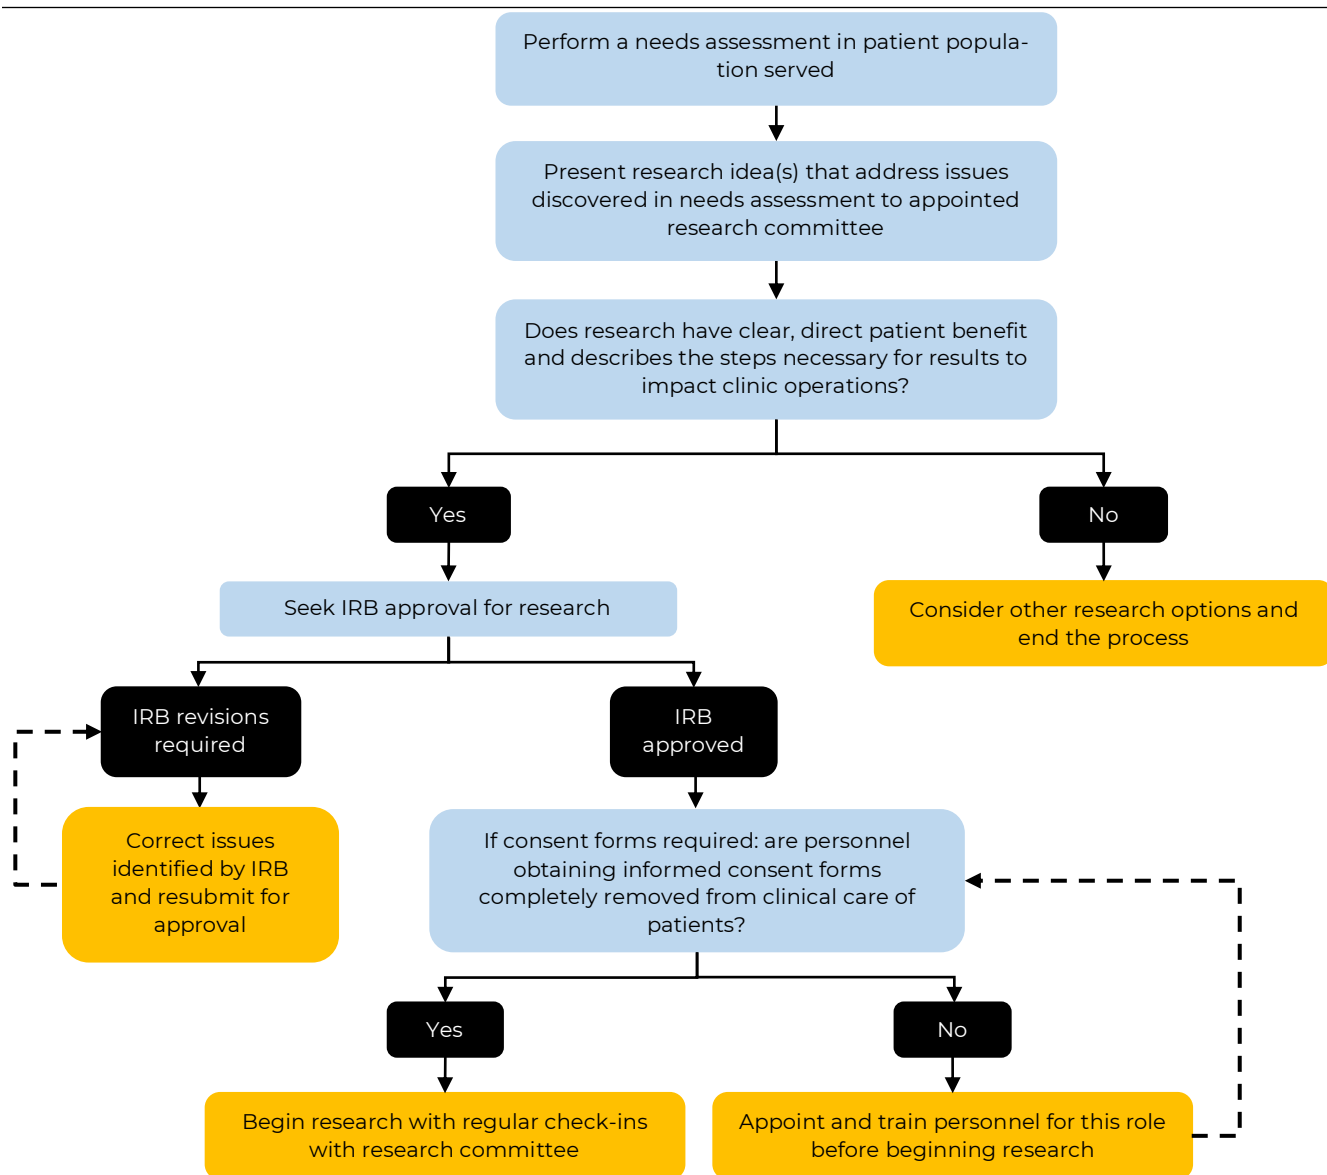 Perform a needs assessment in patient popula-
tion served
Present research idea(s) that address issues
discovered in needs assessment to appointed
research committee
Does research have clear, direct patient benefit
and describes the steps necessary for results to
impact clinic operations?
Yes
No
Seek IRB approval for research
Consider other research options and
end the process
IRB revisions
required
IRB
approved
Correct issues
identified by IRB
and resubmit for
approval
If consent forms required: are personnel
obtaining informed consent forms
completely removed from clinical care of
patients?
Yes
No
Begin research with regular check-ins
with research committee
Appoint and train personnel for this role
before beginning research